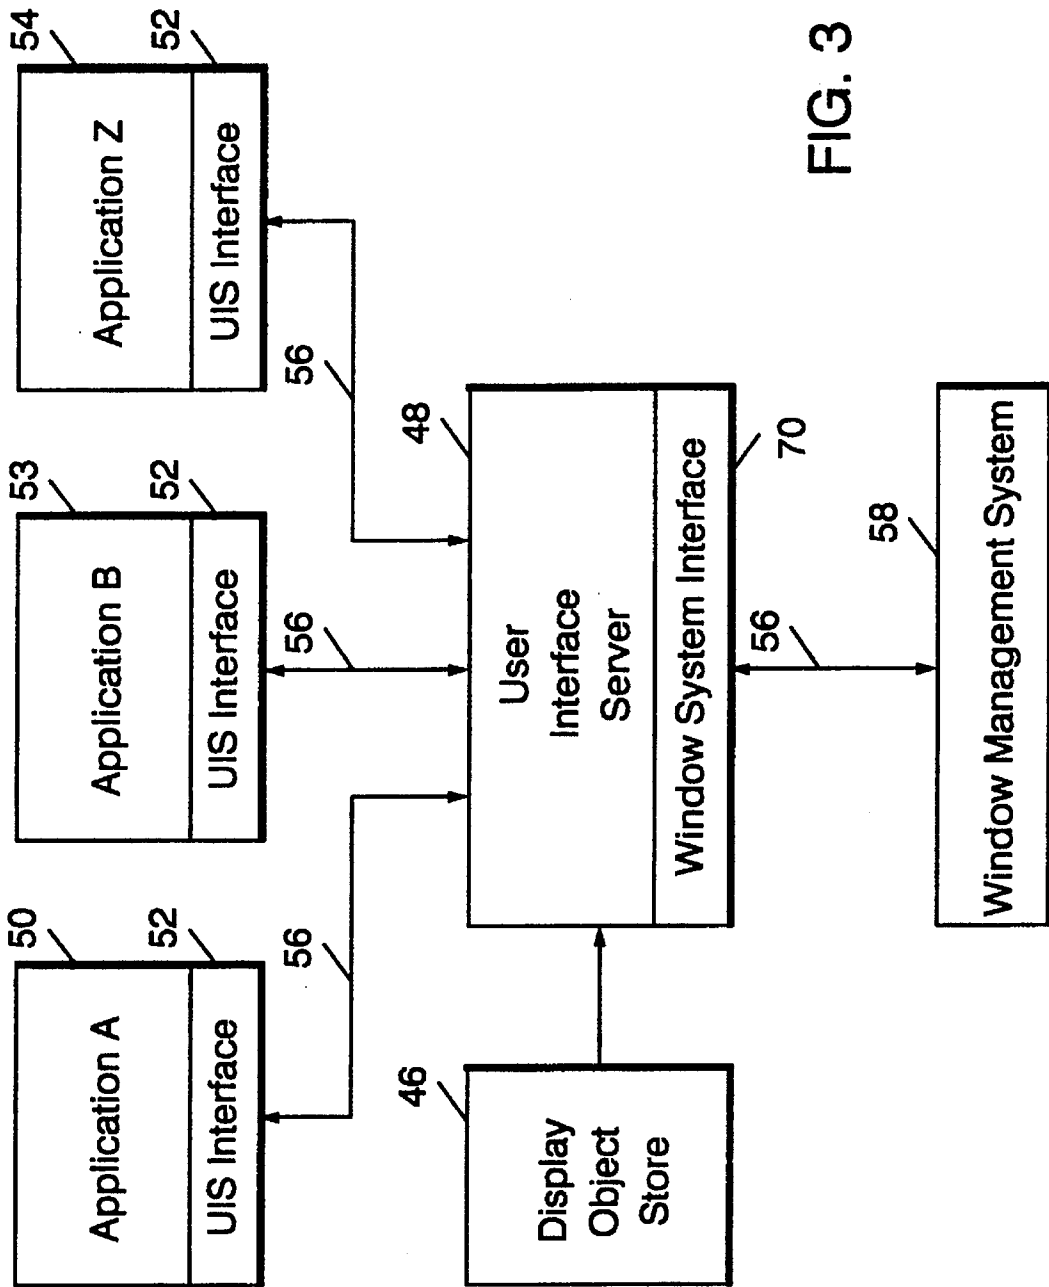 50
Application A
52
UIS Interface
53
Application B
52
UIS Interface
54
Application Z
52
UIS Interface
56
56
56
46
Display
Object
Store
48
User
Interface
Server
Window System Interface
70
56
58
Window Management System
FIG. 3